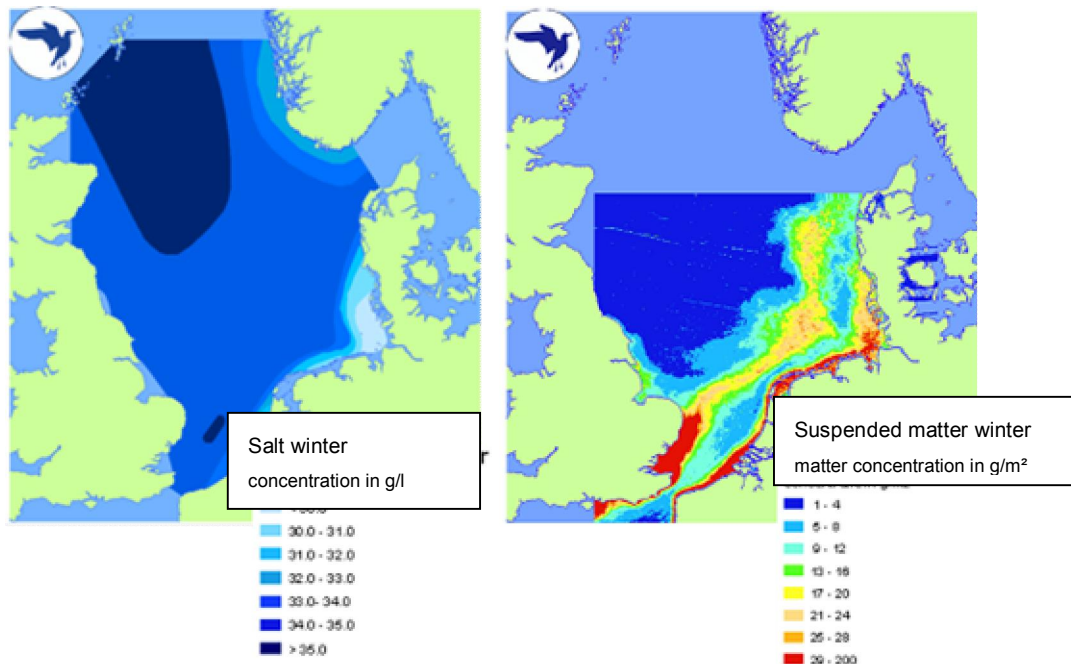 Salt winter
concentration in g/l
30.0 - 31.0
31.0 - 32.0
32.0 - 33.0
33.0- 34.0
34.0 - 35.0
> 35.0
Suspended matter winter
matter concentration in g/m²
1 - 4
5 - 8
9 - 12
13 - 16
17 - 20
21 - 24
25 - 28
29 - 200